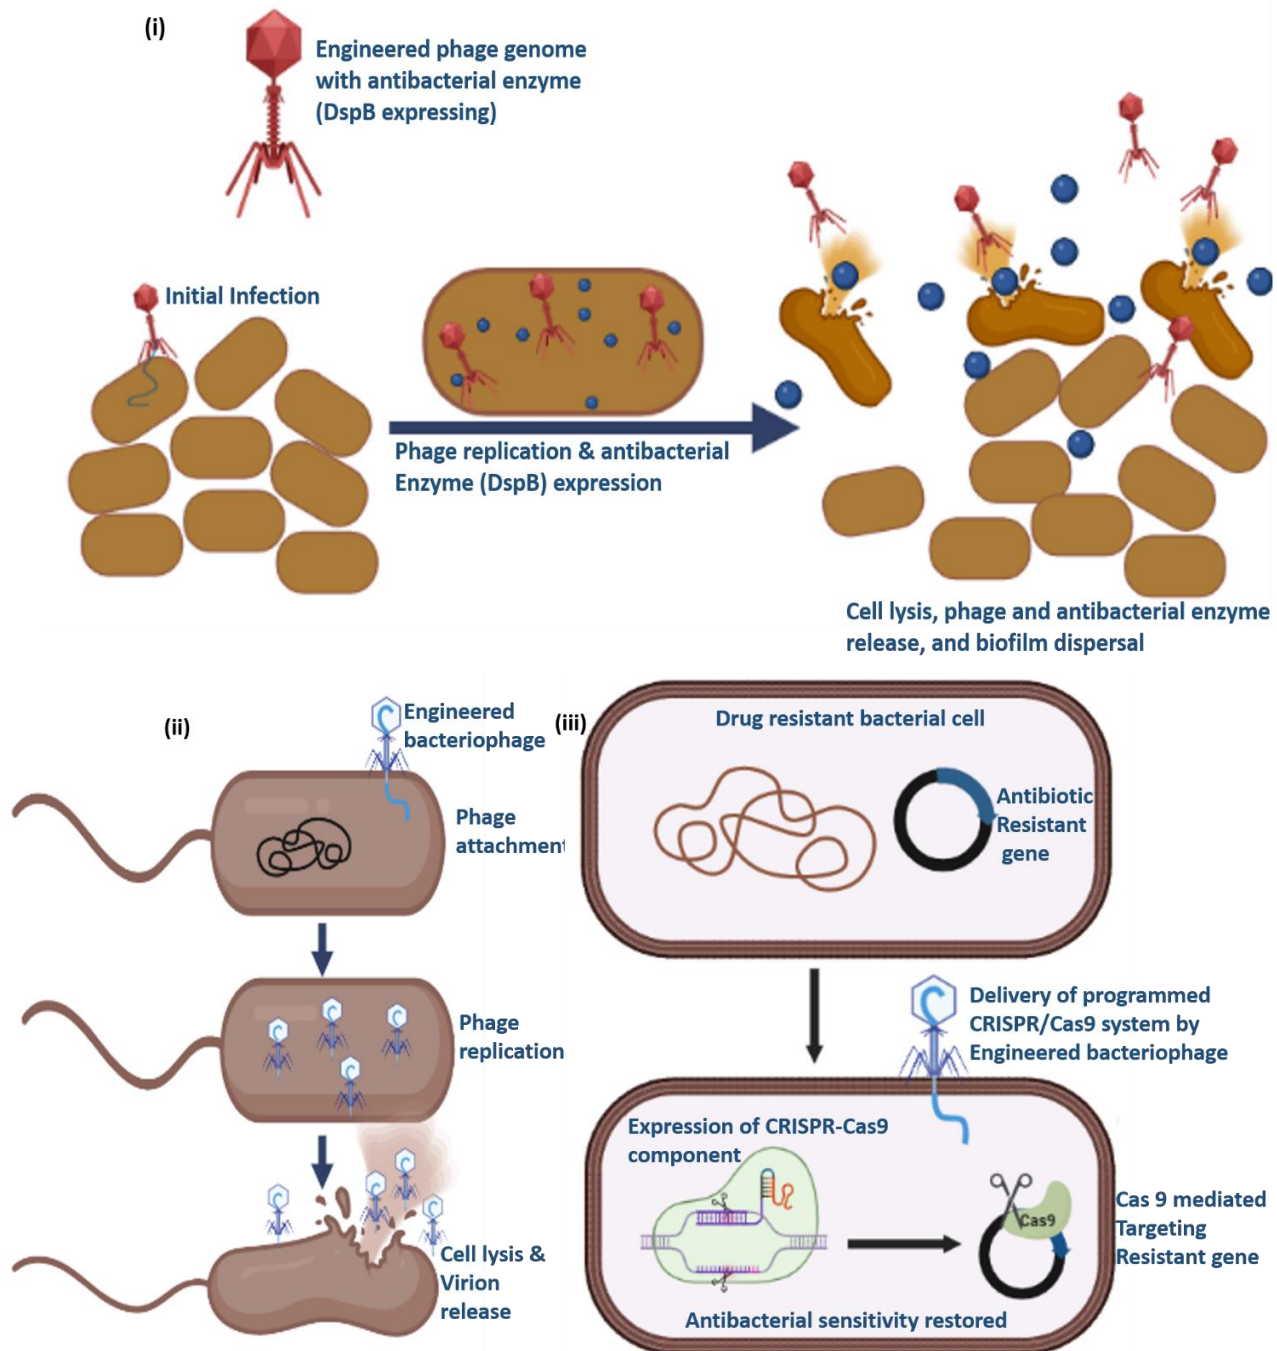 (i)
Engineered phage genome
with antibacterial enzyme
(DspB expressing)
Initial Infection
Phage replication & antibacterial
Enzyme (DspB) expression
Cell lysis, phage and antibacterial enzyme
release, and biofilm dispersal
(ii)
Engineered
bacteriophage
Phage
attachment
Phage
replication
Cell lysis &
Virion
release
(iii)
Drug resistant bacterial cell
Antibiotic
Resistant
gene
Delivery of programmed
CRISPR/Cas9 system by
Engineered bacteriophage
Expression of CRISPR-Cas9
component
Cas9
Cas 9 mediated
Targeting
Resistant gene
Antibacterial sensitivity restored